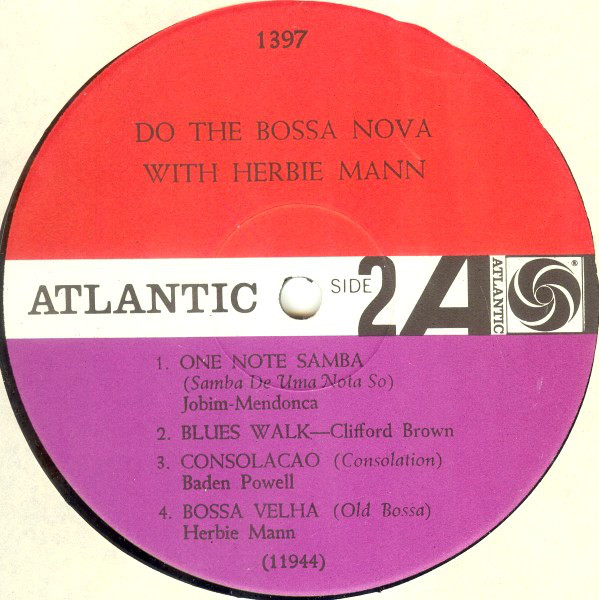 1397
DO THE BOSSA NOVA
WITH HERBIE MANN
ATLANTIC
SIDE 2
A
ATLANTIC
®
1. ONE NOTE SAMBA
(Samba De Uma Nota So)
Jobim-Mendonca
2. BLUES WALK—Clifford Brown
3. CONSOLACAO (Consolation)
Baden Powell
4. BOSSA VELHA (Old Bossa)
Herbie Mann
(11944)